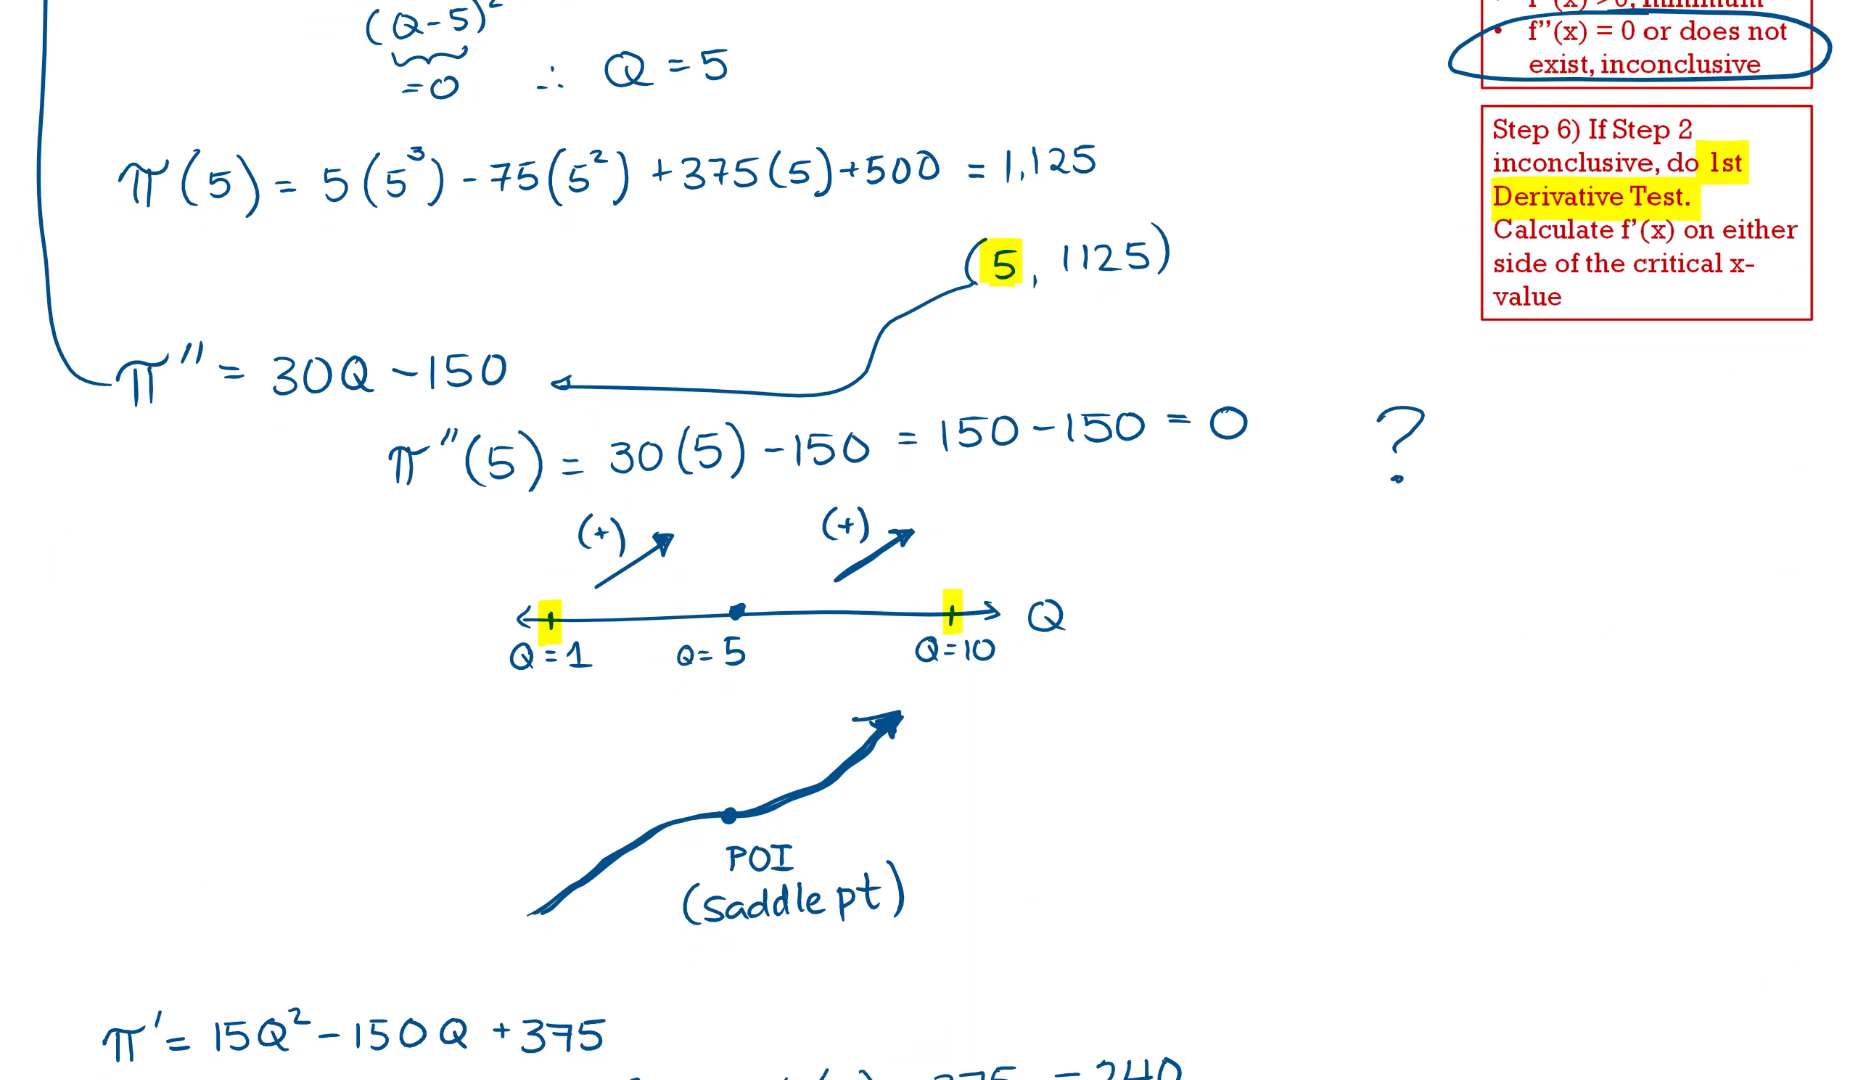 (Q-5)²
=0 ∴ Q = 5
π(5) = 5(5³) - 75(5²) + 375(5) + 500 = 1,125
(5, 1125)
π'' = 30Q - 150
π''(5) = 30(5) - 150 = 150 - 150 = 0 ?
(+) (+)
Q
Q = 1 Q = 5 Q = 10
POI
(saddle pt)
π' = 15Q² - 150Q + 375
= 240
minimum
• f''(x) = 0 or does not
exist, inconclusive
Step 6) If Step 2
inconclusive, do 1st
Derivative Test.
Calculate f'(x) on either
side of the critical x-
value